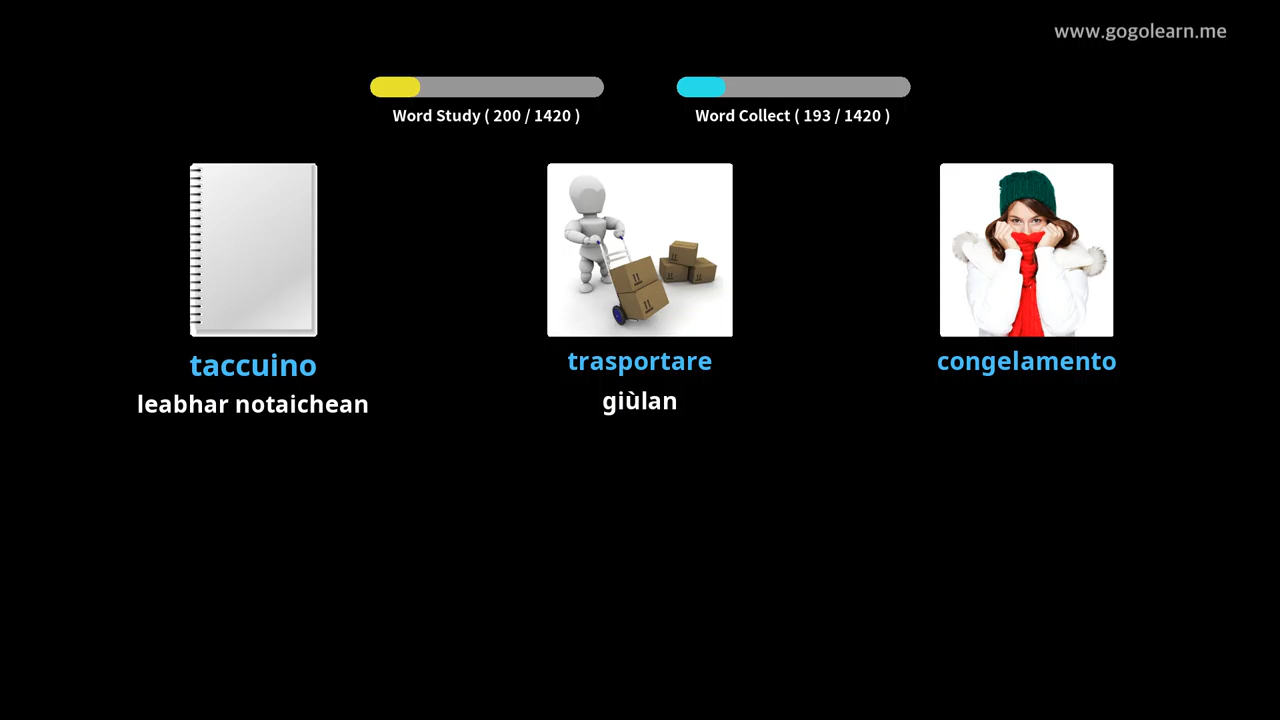 www.gogolearn.me
Word Study ( 200 / 1420 )
Word Collect ( 193 / 1420 )
taccuino
leabhar notaichean
trasportare
giùlan
congelamento